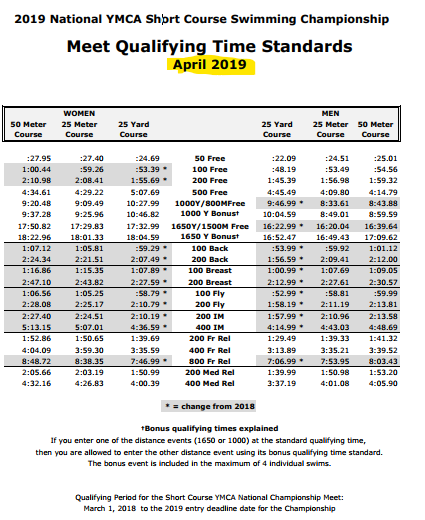 2019 National YMCA Short Course Swimming Championship
Meet Qualifying Time Standards
April 2019
WOMEN MEN
50 Meter 25 Meter 25 Yard 25 Yard 25 Meter 50 Meter
Course Course Course Course Course Course
:27.95 :27.40 :24.69 50 Free :22.09 :24.51 :25.01
1:00.44 :59.26 :53.39 * 100 Free :48.19 :53.49 :54.56
2:10.98 2:08.41 1:55.69 * 200 Free 1:45.39 1:56.98 1:59.32
4:34.61 4:29.22 5:07.69 500 Free 4:45.49 4:09.80 4:14.79
9:20.48 9:09.49 10:27.99 1000Y/800MFree 9:46.99 * 8:33.61 8:43.88
9:37.28 9:25.96 10:46.82 1000 Y Bonus† 10:04.59 8:49.01 8:59.59
17:50.82 17:29.83 17:32.99 1650Y/1500M Free 16:22.99 * 16:20.04 16:39.64
18:22.96 18:01.33 18:04.59 1650 Y Bonus† 16:52.47 16:49.43 17:09.62
1:07.12 1:05.81 :59.29 * 100 Back :53.99 * :59.92 1:01.12
2:24.34 2:21.51 2:07.49 * 200 Back 1:56.59 * 2:09.41 2:12.00
1:16.86 1:15.35 1:07.89 * 100 Breast 1:00.99 * 1:07.69 1:09.05
2:47.10 2:43.82 2:27.59 * 200 Breast 2:12.99 * 2:27.61 2:30.57
1:06.56 1:05.25 :58.79 * 100 Fly :52.99 * :58.81 :59.99
2:28.08 2:25.17 2:10.79 * 200 Fly 1:58.19 * 2:11.19 2:13.81
2:27.40 2:24.51 2:10.19 * 200 IM 1:57.99 * 2:10.96 2:13.58
5:13.15 5:07.01 4:36.59 * 400 IM 4:14.99 * 4:43.03 4:48.69
1:52.86 1:50.65 1:39.69 200 Fr Rel 1:29.49 1:39.33 1:41.32
4:04.09 3:59.30 3:35.59 400 Fr Rel 3:13.89 3:35.21 3:39.52
8:48.72 8:38.35 7:46.99 * 800 Fr Rel 7:06.99 * 7:53.95 8:03.43
2:05.66 2:03.19 1:50.99 200 Med Rel 1:39.99 1:50.98 1:53.20
4:32.16 4:26.83 4:00.39 400 Med Rel 3:37.19 4:01.08 4:05.90
* = change from 2018
†Bonus qualifying times explained
If you enter one of the distance events (1650 or 1000) at the standard qualifying time,
then you are allowed to enter the other distance event using its bonus qualifying time standard.
The bonus event is included in the maximum of 4 individual swims.
Qualifying Period for the Short Course YMCA National Championship Meet:
March 1, 2018 to the 2019 entry deadline date for the Championship